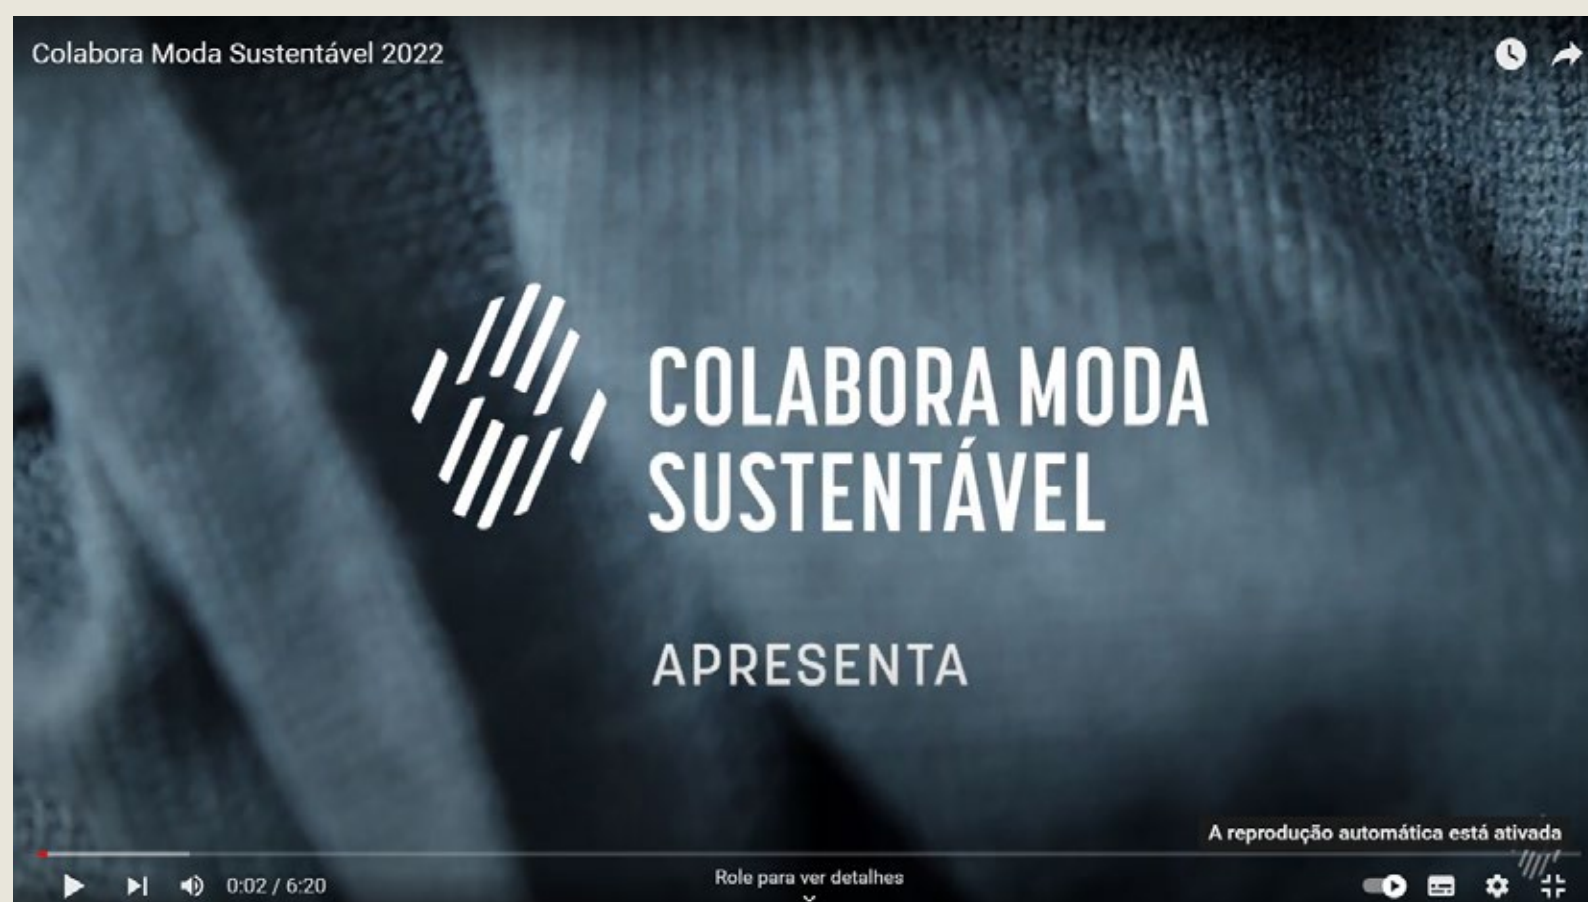 Colabora Moda Sustentável 2022
COLABORA MODA
SUSTENTÁVEL
APRESENTA
A reprodução automática está ativada
0:02 / 6:20
Role para ver detalhes